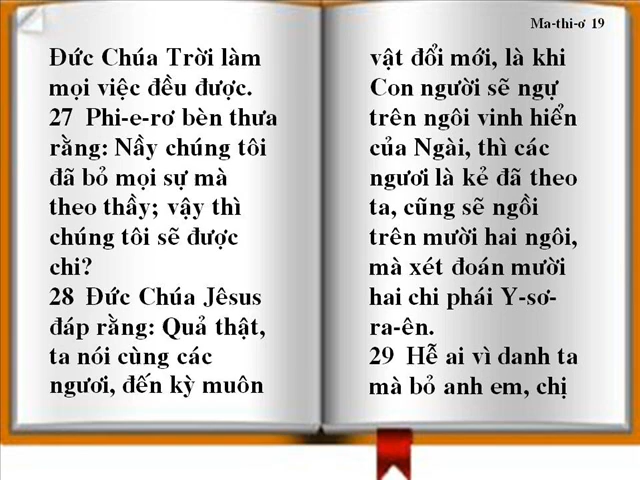 Ma-thi-ơ 19
Đức Chúa Trời làm
mọi việc đều được.
27 Phi-e-rơ bèn thưa
rằng: Nầy chúng tôi
đã bỏ mọi sự mà
theo thầy; vậy thì
chúng tôi sẽ được
chi?
28 Đức Chúa Jêsus
đáp rằng: Quả thật,
ta nói cùng các
ngươi, đến kỳ muôn
vật đổi mới, là khi
Con người sẽ ngự
trên ngôi vinh hiển
của Ngài, thì các
ngươi là kẻ đã theo
ta, cũng sẽ ngồi
trên mười hai ngôi,
mà xét đoán mười
hai chi phái Y-sơ-
ra-ên.
29 Hễ ai vì danh ta
mà bỏ anh em, chị